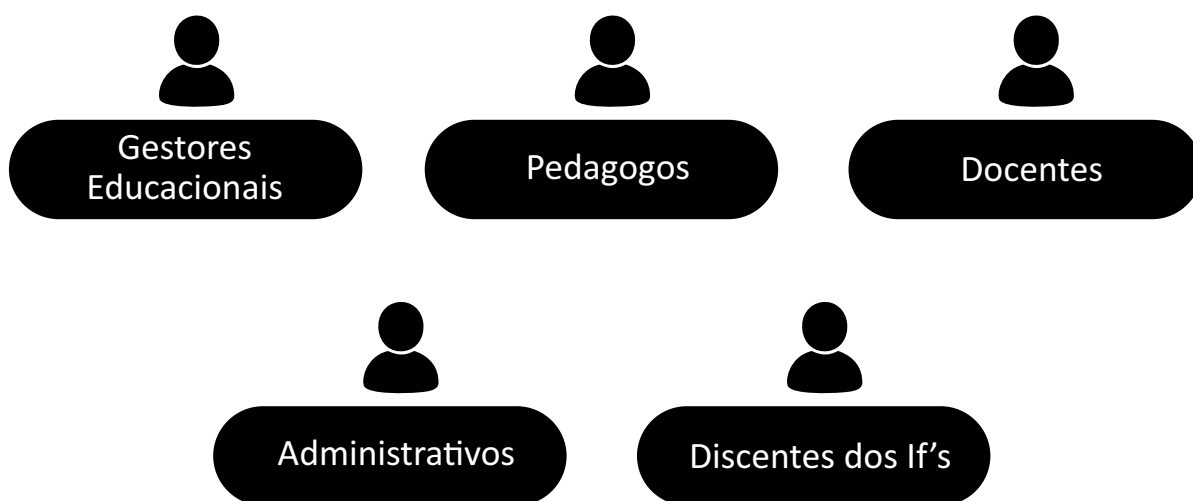 Gestores
Educacionais
Pedagogos
Docentes
Administrativos
Discentes dos If's